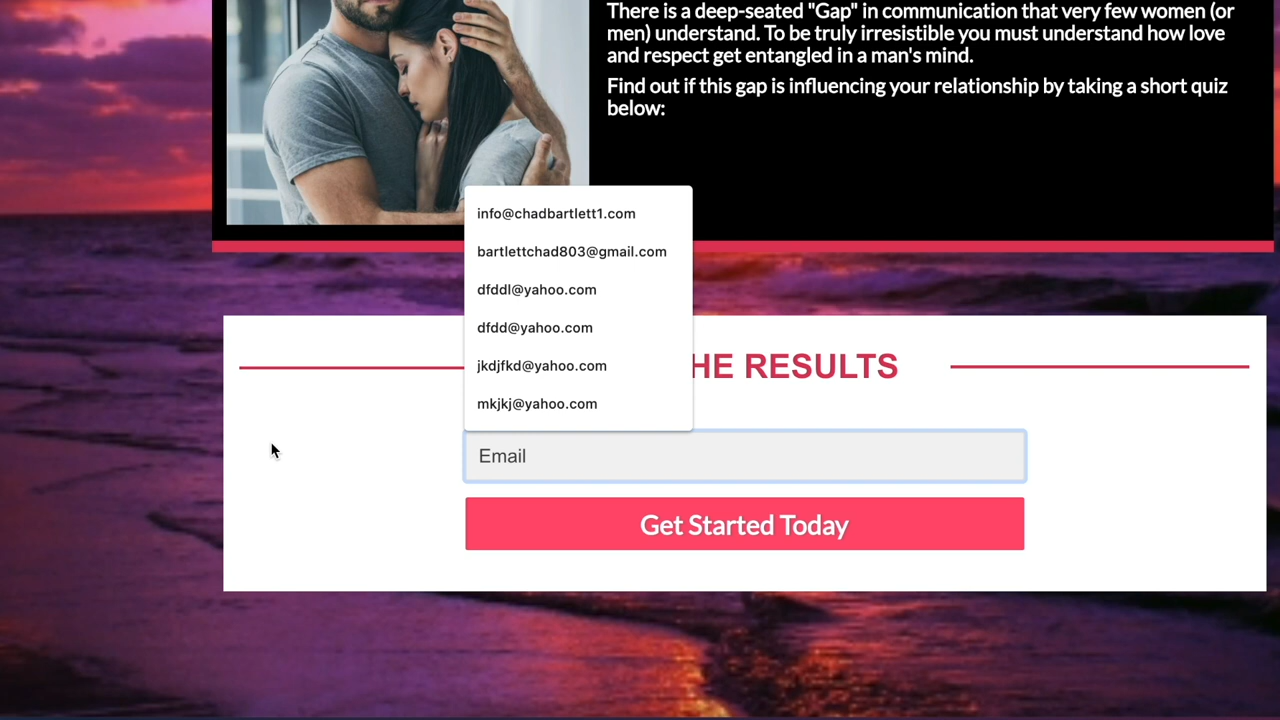 There is a deep-seated "Gap" in communication that very few women (or
men) understand. To be truly irresistible you must understand how love
and respect get entangled in a man's mind.
Find out if this gap is influencing your relationship by taking a short quiz
below:
info@chadbartlett1.com
bartlettchad803@gmail.com
dfddl@yahoo.com
dfdd@yahoo.com
jkdjfkd@yahoo.com
mkjkj@yahoo.com
HE RESULTS
Email
Get Started Today